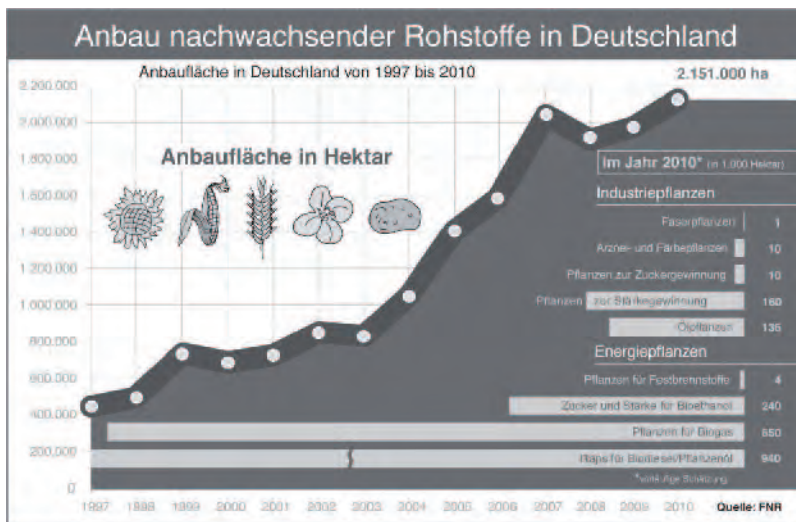 Anbau nachwachsender Rohstoffe in Deutschland
Anbaufläche in Deutschland von 1997 bis 2010
2.151.000 ha
2.200.000
2.000.000
1.800.000
1.600.000
1.400.000
1.200.000
1.000.000
800.000
600.000
400.000
200.000
0
Anbaufläche in Hektar
Im Jahr 2010* (in 1.000 Hektar)
Industriepflanzen
Faserpflanzen 1
Arznei- und Färbepflanzen 10
Pflanzen zur Zuckergewinnung 10
Pflanzen zur Stärkegewinnung 160
Ölpflanzen 136
Energiepflanzen
Pflanzen für Festbrennstoffe 4
Zucker und Stärke für Bioethanol 240
Pflanzen für Biogas 650
Raps für Biodiesel/Pflanzenöl 940
*vorläufige Schätzung
1997 1998 1999 2000 2001 2002 2003 2004 2005 2006 2007 2008 2009 2010
Quelle: FNR